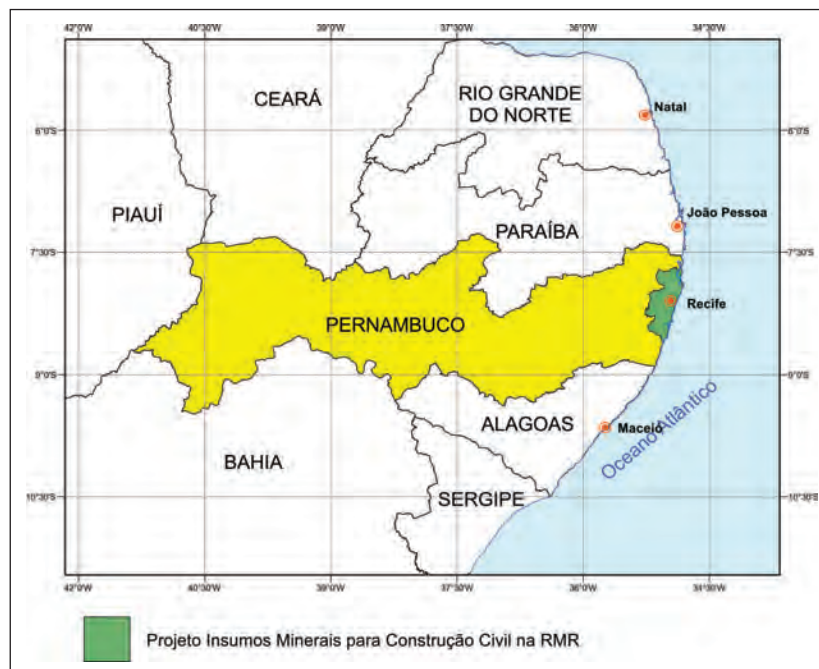 42°0'W 40°30'W 39°0'W 37°30'W 36°0'W 34°30'W
CEARÁ
RIO GRANDE
DO NORTE
Natal
6°0'S 6°0'S
PIAUÍ
João Pessoa
PARAÍBA
7°30'S 7°30'S
Recife
PERNAMBUCO
9°0'S 9°0'S
ALAGOAS
Maceió
Oceano Atlântico
BAHIA
SERGIPE
10°30'S 10°30'S
42°0'W 40°30'W 39°0'W 37°30'W 36°0'W 34°30'W
Projeto Insumos Minerais para Construção Civil na RMR